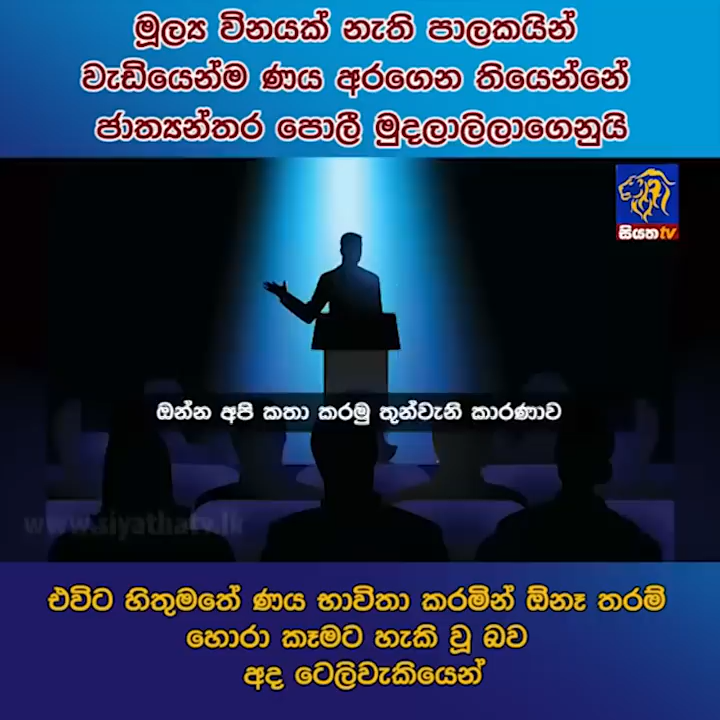 මූල්‍ය විනයක් නැති පාලකයින්
වැඩියෙන්ම ණය අරගෙන තියෙන්නේ
ජාත්‍යන්තර පොලී මුදලාලිලාගෙනුයි
සියත tv
ඔන්න අපි කතා කරමු තුන්වැනි කාරණාව
www.siyathatv.lk
එවිට හිතුමතේ ණය භාවිතා කරමින් ඕනෑ තරම්
හොරා කෑමට හැකි වූ බව
අද ටෙලිවැකියෙන්